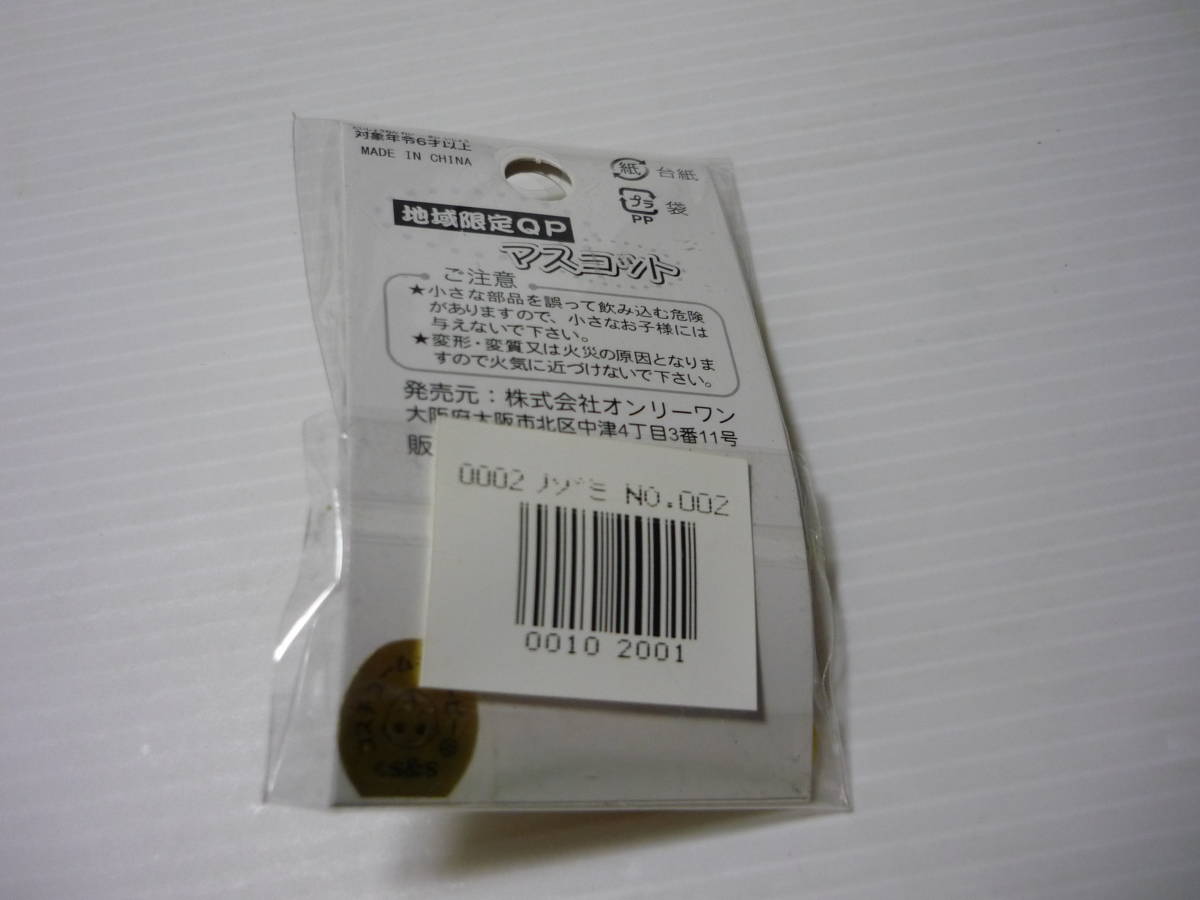 対象年令6才以上
MADE IN CHINA
紙 台紙
プラ 袋
PP
地域限定QP
マスコット
ご注意
★小さな部品を誤って飲み込む危険
がありますので、小さなお子様には
与えないで下さい。
★変形・変質又は火災の原因となりま
すので火気に近づけないで下さい。
発売元：株式会社オンリーワン
大阪府大阪市北区中津4丁目3番11号
販
0002 ノゾミ NO.002
0010 2001